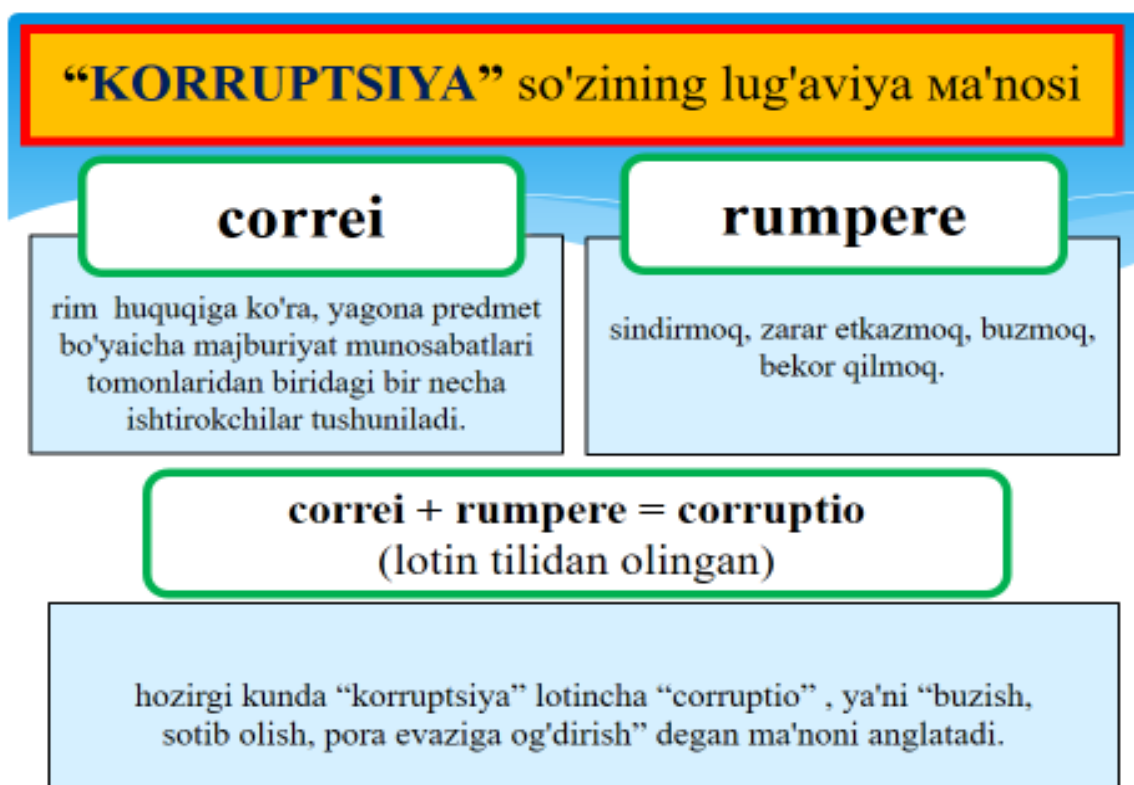 “KORRUPTSIYA” so'zining lug'aviya мa'nosi
correi
rumpere
rim huquqiga ko'ra, yagona predmet
bo'yaicha majburiyat munosabatlari
tomonlaridan biridagi bir necha
ishtirokchilar tushuniladi.
sindirmoq, zarar etkazmoq, buzmoq,
bekor qilmoq.
correi + rumpere = corruptio
(lotin tilidan olingan)
hozirgi kunda “korruptsiya” lotincha “corruptio” , ya'ni “buzish,
sotib olish, pora evaziga og'dirish” degan ma'noni anglatadi.